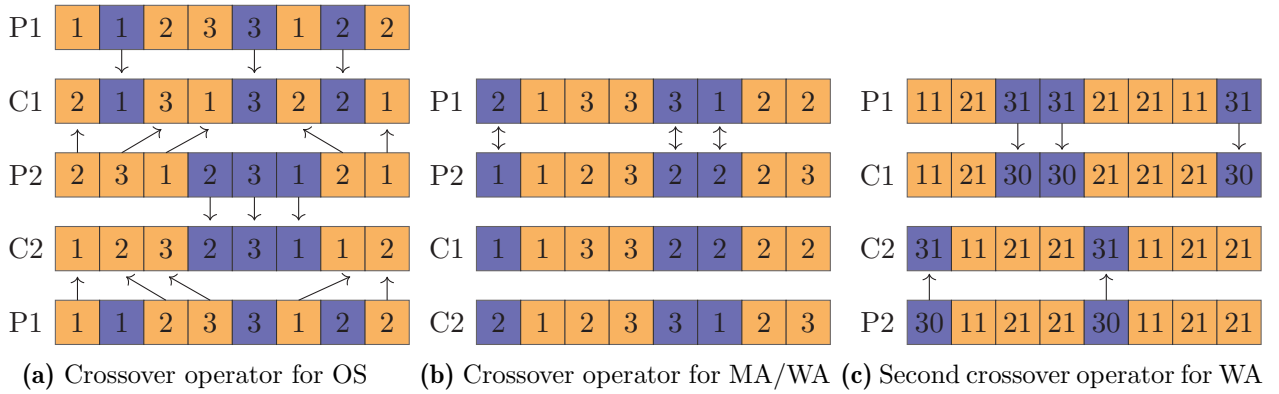 P1 1 1 2 3 3 1 2 2
C1 2 1 3 1 3 2 2 1
P2 2 3 1 2 3 1 2 1
C2 1 2 3 2 3 1 1 2
P1 1 1 2 3 3 1 2 2
(a) Crossover operator for OS
P1 2 1 3 3 3 1 2 2
P2 1 1 2 3 2 2 2 3
C1 1 1 3 3 2 2 2 2
C2 2 1 2 3 3 1 2 3
(b) Crossover operator for MA/WA
P1 11 21 31 31 21 21 11 31
C1 11 21 30 30 21 21 21 30
C2 31 11 21 21 31 11 21 21
P2 30 11 21 21 30 11 21 21
(c) Second crossover operator for WA